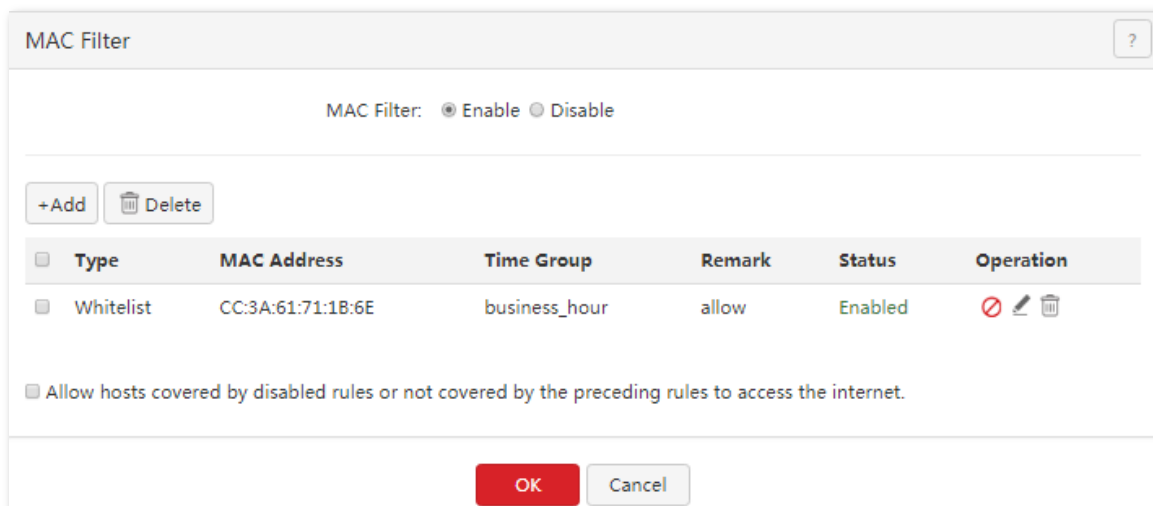 MAC Filter ?
MAC Filter: Enable Disable
+Add Delete
Type MAC Address Time Group Remark Status Operation
Whitelist CC:3A:61:71:1B:6E business_hour allow Enabled
Allow hosts covered by disabled rules or not covered by the preceding rules to access the internet.
OK Cancel